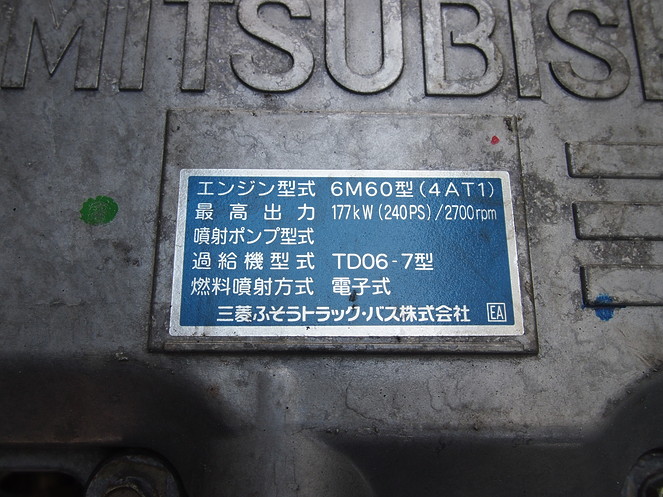 MITSUBIS
エンジン型式 6M60型(4AT1)
最高出力 177kW(240PS)/2700rpm
噴射ポンプ型式
過給機型式 TD06-7型
燃料噴射方式 電子式
三菱ふそうトラック・バス株式会社 EA